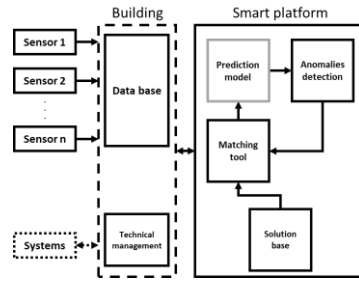 Building
Smart platform
Sensor 1
Sensor 2
Sensor n
Data base
Prediction
model
Anomalies
detection
Matching
tool
Systems
Technical
management
Solution
base